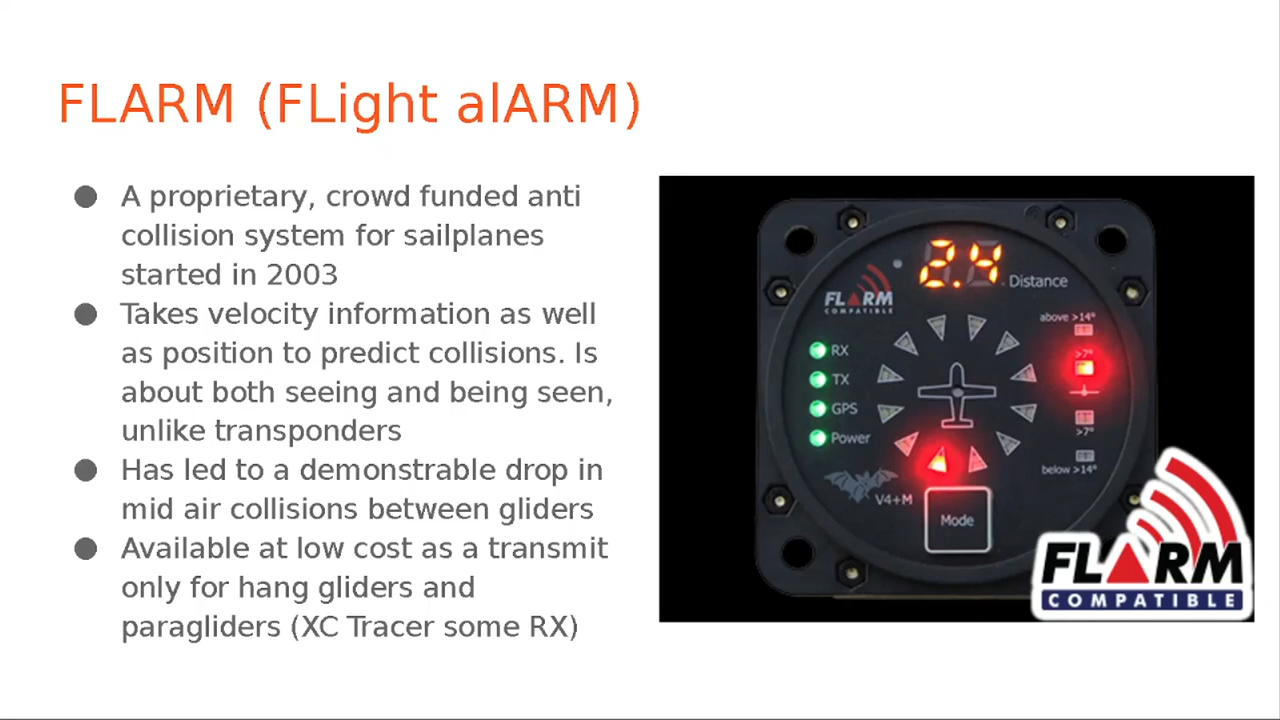 FLARM (FLight alARM)
● A proprietary, crowd funded anti
collision system for sailplanes
started in 2003
● Takes velocity information as well
as position to predict collisions. Is
about both seeing and being seen,
unlike transponders
● Has led to a demonstrable drop in
mid air collisions between gliders
● Available at low cost as a transmit
only for hang gliders and
paragliders (XC Tracer some RX)
2.4
Distance
FLARM
COMPATIBLE
above >14°
>7°
RX
TX
GPS
Power
>7°
below >14°
V4+M
Mode
FLARM
COMPATIBLE